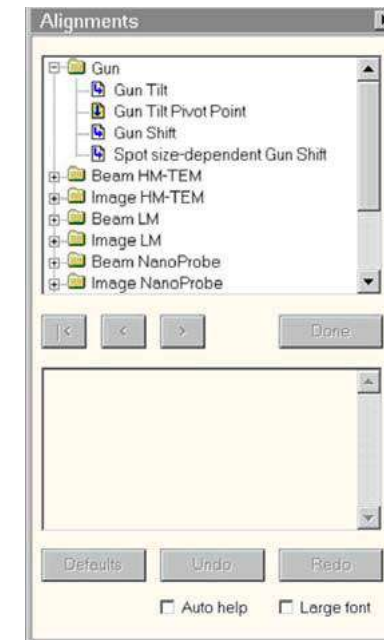 Alignments
Gun
Gun Tilt
Gun Tilt Pivot Point
Gun Shift
Spot size-dependent Gun Shift
Beam HM-TEM
Image HM-TEM
Beam LM
Image LM
Beam NanoProbe
Image NanoProbe
|< < > Done
Defaults Undo Redo
Auto help Large font